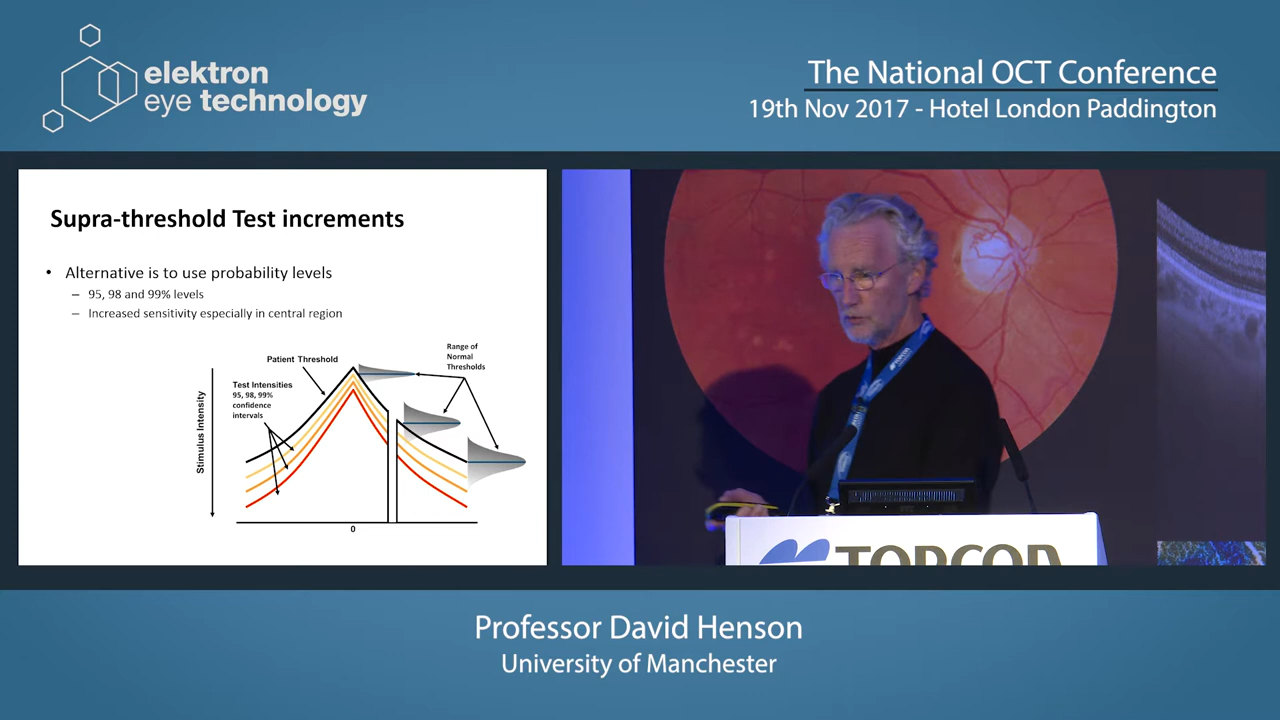 elektron
eye technology
The National OCT Conference
19th Nov 2017 - Hotel London Paddington
Supra-threshold Test increments
• Alternative is to use probability levels
– 95, 98 and 99% levels
– Increased sensitivity especially in central region
Range of
Normal
Thresholds
Patient Threshold
Test Intensities
95, 98, 99%
confidence
intervals
Stimulus Intensity
0
TOPCON
Professor David Henson
University of Manchester